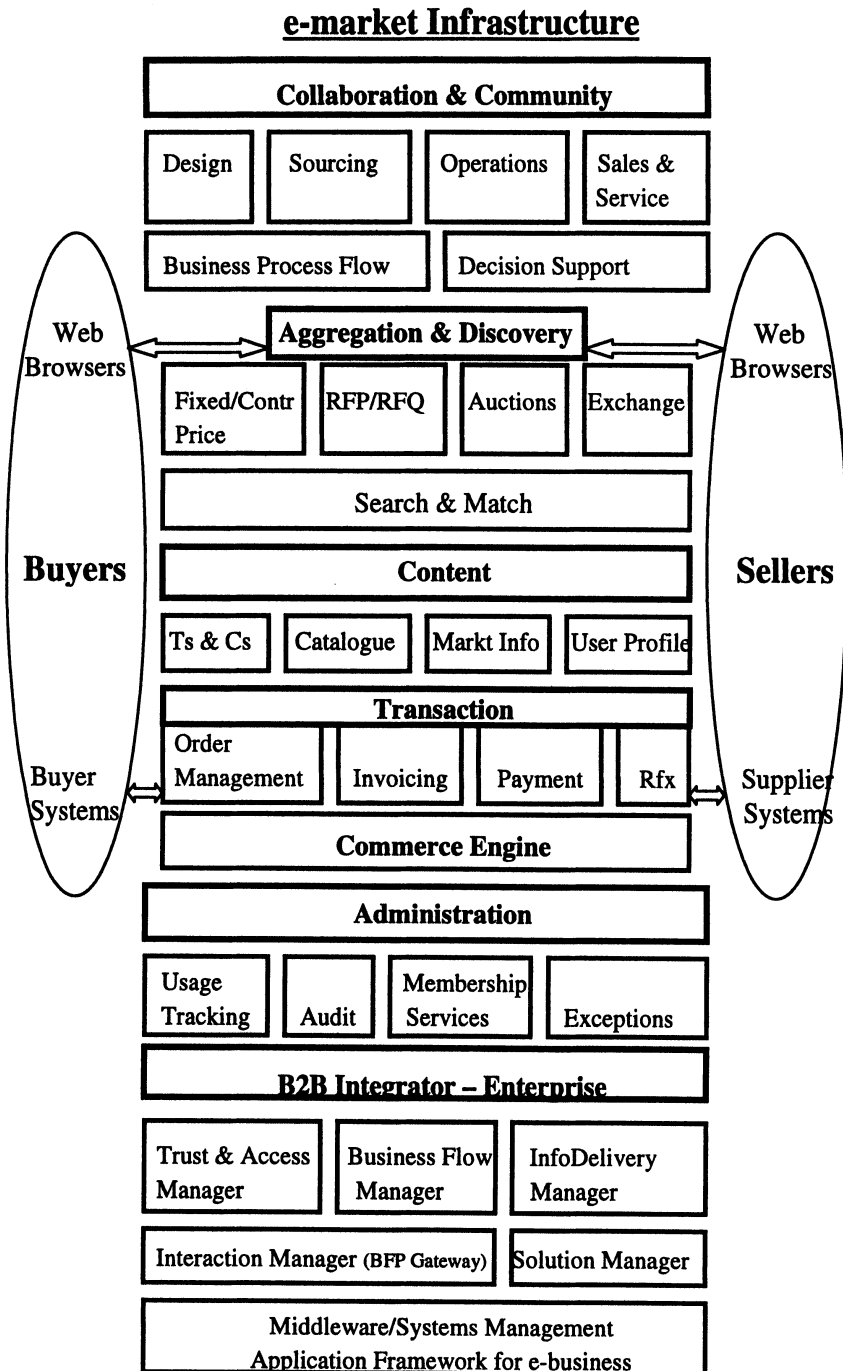 e-market Infrastructure
Collaboration & Community
Design
Sourcing
Operations
Sales &
Service
Business Process Flow
Decision Support
Web
Browsers
Aggregation & Discovery
Web
Browsers
Fixed/Contr
Price
RFP/RFQ
Auctions
Exchange
Search & Match
Buyers
Content
Sellers
Ts & Cs
Catalogue
Markt Info
User Profile
Transaction
Order
Management
Invoicing
Payment
Rfx
Buyer
Systems
Supplier
Systems
Commerce Engine
Administration
Usage
Tracking
Audit
Membership
Services
Exceptions
B2B Integrator – Enterprise
Trust & Access
Manager
Business Flow
Manager
InfoDelivery
Manager
Interaction Manager (BFP Gateway)
Solution Manager
Middleware/Systems Management
Application Framework for e-business